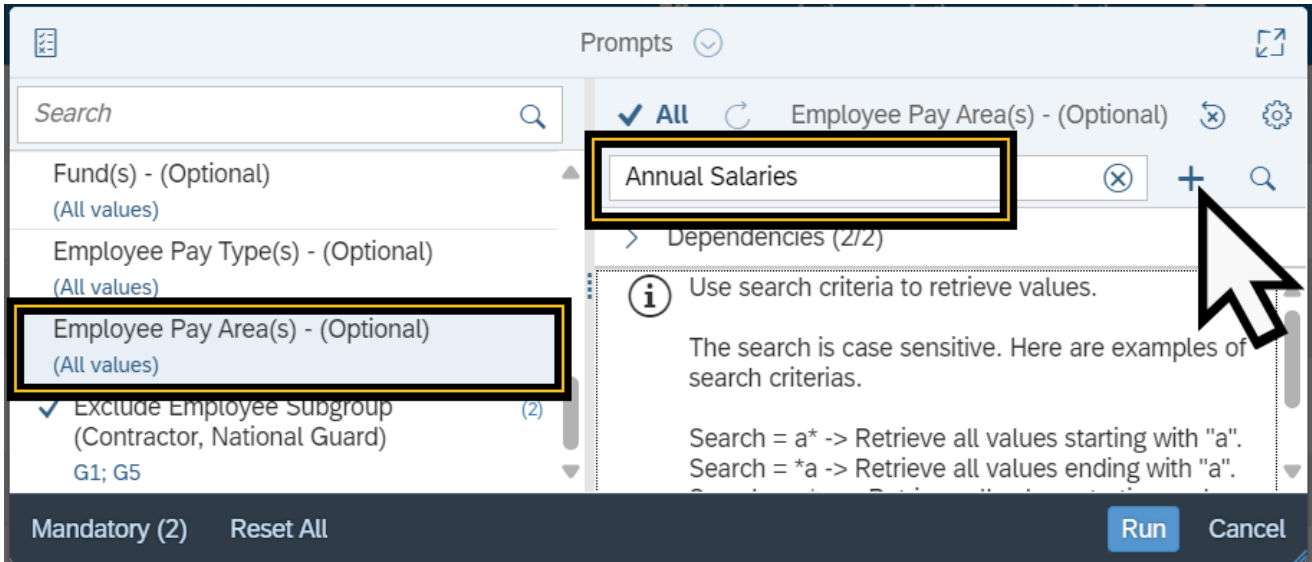 Prompts
Search
Fund(s) - (Optional)
(All values)
Employee Pay Type(s) - (Optional)
(All values)
Employee Pay Area(s) - (Optional)
(All values)
Exclude Employee Subgroup (2)
(Contractor, National Guard)
G1; G5
All Employee Pay Area(s) - (Optional)
Annual Salaries
Dependencies (2/2)
Use search criteria to retrieve values.
The search is case sensitive. Here are examples of
search criterias.
Search = a* -> Retrieve all values starting with "a".
Search = *a -> Retrieve all values ending with "a".
Mandatory (2) Reset All Run Cancel